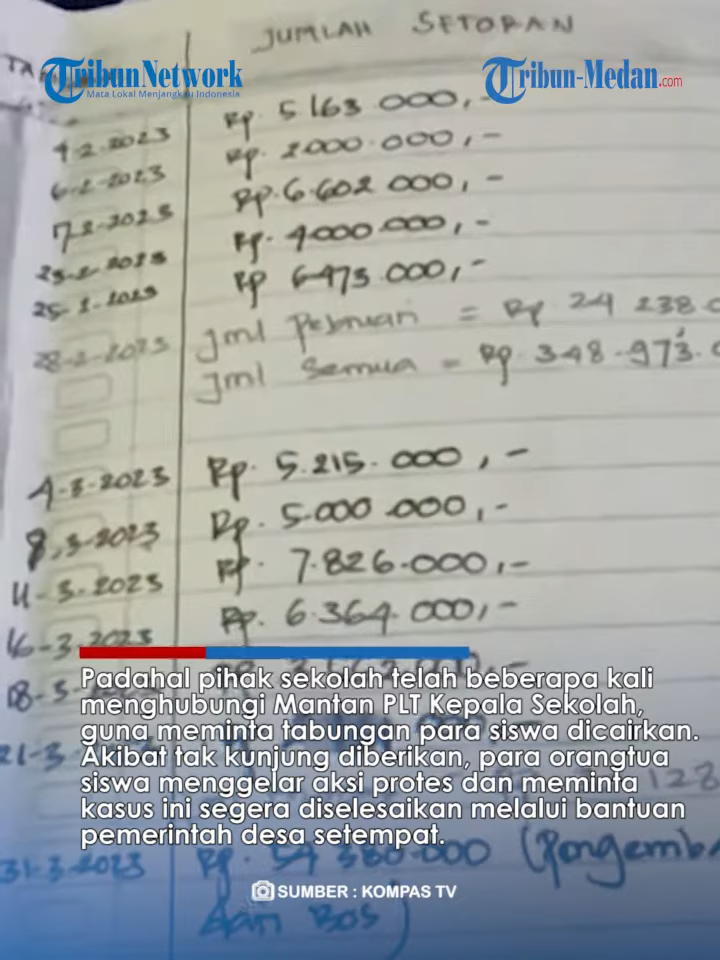 JUMLAH SETORAN
TribunNetwork
Mata Lokal Menjangkau Indonesia
Tribun-Medan.com
Rp. 5.163.000,-
4-2-2023
Rp. 2000.000,-
6-2-2023
Rp. 6.602 000,-
7-2-2023
Rp. 4000.000,-
23-2-2023
Rp 6.473.000,-
25-2-2023
28-2-2023
Jml = Rp 24 238.
Jml Semua = Rp. 348.973.
4-3-2023 Rp. 5.215.000,-
8,3-2023 Rp. 5.000.000,-
11-3-2023 Rp. 7.826.000,-
16-3-2023 Rp. 6.364.000,-
18-3-
Padahal pihak sekolah telah beberapa kali
menghubungi Mantan PLT Kepala Sekolah,
guna meminta tabungan para siswa dicairkan.
21-3
Akibat tak kunjung diberikan, para orangtua
siswa menggelar aksi protes dan meminta
128
kasus ini segera diselesaikan melalui bantuan
pemerintah desa setempat.
31-3-2023 Rp. 380.000 (Pengemb
SUMBER : KOMPAS TV
Dari BOS)